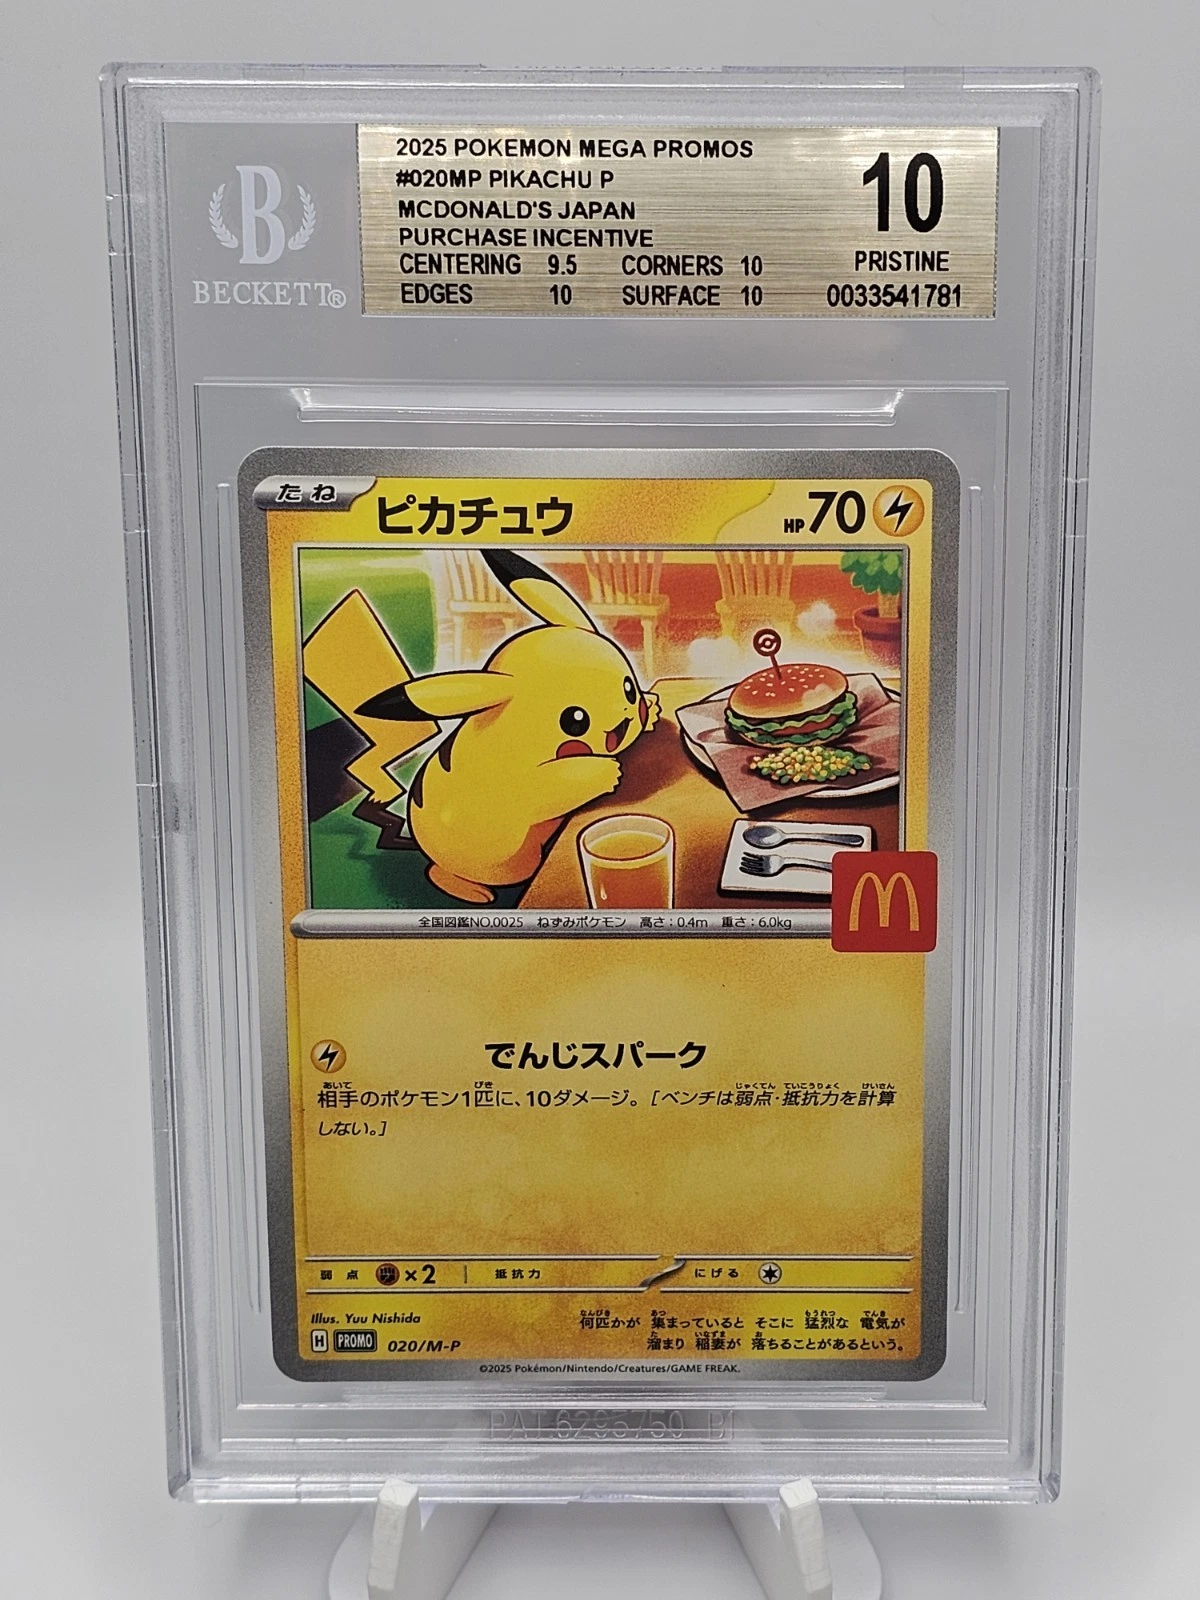 2025 POKEMON MEGA PROMOS
#020MP PIKACHU P
MCDONALD'S JAPAN
PURCHASE INCENTIVE
CENTERING 9.5 CORNERS 10
EDGES 10 SURFACE 10
10
PRISTINE
0033541781
B
BECKETT®
たね
ピカチュウ
HP70
全国図鑑NO.0025 ねずみポケモン 高さ:0.4m 重さ:6.0kg
M
でんじスパーク
相手のポケモン1匹に、10ダメージ。[ベンチは弱点・抵抗力を計算
しない。]
弱点 ×2 抵抗力 にげる
Illus. Yuu Nishida
H PROMO 020/M-P
何匹かが 集まっていると そこに 猛烈な 電気が
溜まり 稲妻が 落ちることがあるという。
©2025 Pokémon/Nintendo/Creatures/GAME FREAK.
PAT.6295750 B1